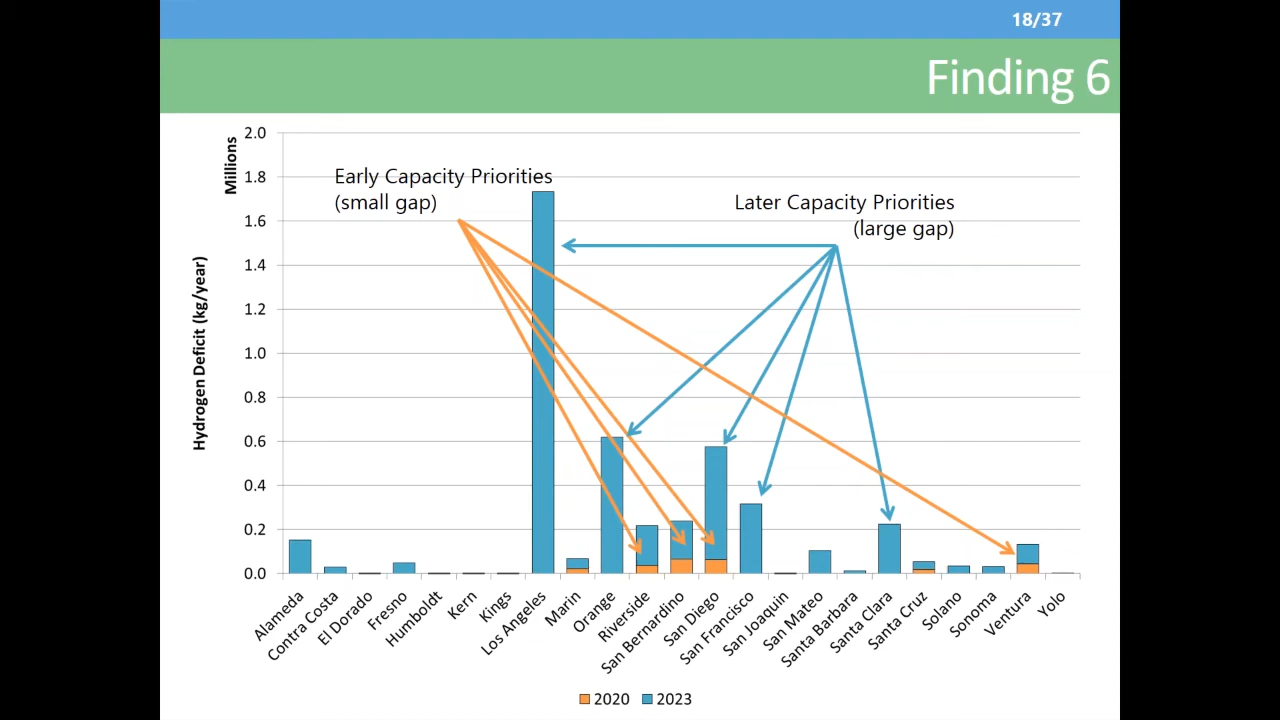 18/37
Finding 6
Millions
Hydrogen Deficit (kg/year)
2.0
1.8
1.6
1.4
1.2
1.0
0.8
0.6
0.4
0.2
0.0
Early Capacity Priorities
(small gap)
Later Capacity Priorities
(large gap)
Alameda
Contra Costa
El Dorado
Fresno
Humboldt
Kern
Kings
Los Angeles
Marin
Orange
Riverside
San Bernardino
San Diego
San Francisco
San Joaquin
San Mateo
Santa Barbara
Santa Clara
Santa Cruz
Solano
Sonoma
Ventura
Yolo
2020 2023